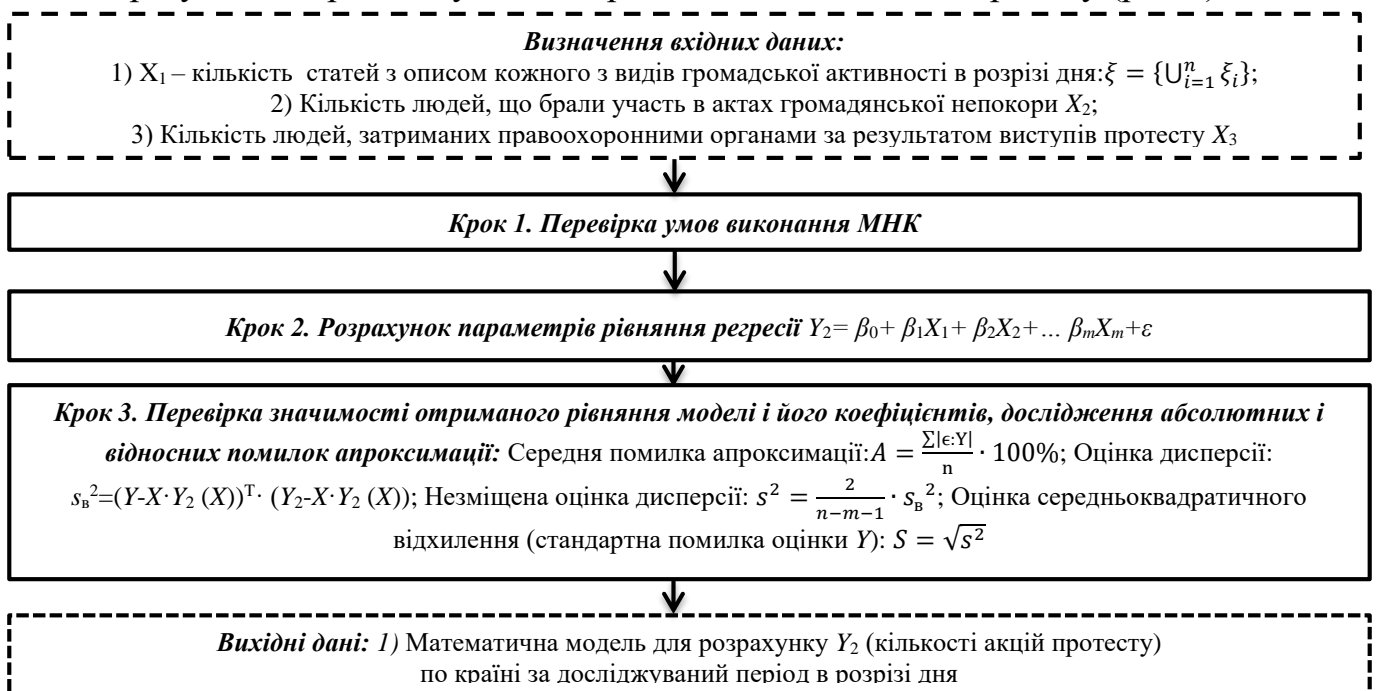 Визначення вхідних даних:
1) X₁ – кількість статей з описом кожного з видів громадської активності в розрізі дня: ξ = {⋃ⁿᵢ₌₁ ξᵢ};
2) Кількість людей, що брали участь в актах громадянської непокори X₂;
3) Кількість людей, затриманих правоохоронними органами за результатом виступів протесту X₃
Крок 1. Перевірка умов виконання МНК
Крок 2. Розрахунок параметрів рівняння регресії Y₂= β₀+ β₁X₁+ β₂X₂+... βₘXₘ+ε
Крок 3. Перевірка значимості отриманого рівняння моделі і його коефіцієнтів, дослідження абсолютних і
відносних помилок апроксимації: Середня помилка апроксимації: A = ∑|ϵ:Y|/n · 100%; Оцінка дисперсії:
sв²=(Y-X·Y₂ (X))ᵀ· (Y₂-X·Y₂ (X)); Незміщена оцінка дисперсії: s² = 2/(n−m−1) · sв²; Оцінка середньоквадратичного
відхилення (стандартна помилка оцінки Y): S = √s²
Вихідні дані: 1) Математична модель для розрахунку Y₂ (кількості акцій протесту)
по країні за досліджуваний період в розрізі дня